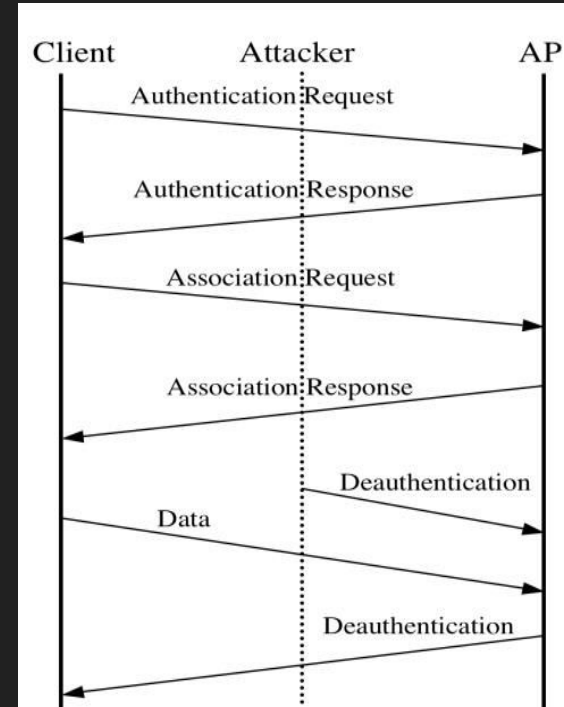 Client Attacker AP
Authentication Request
Authentication Response
Association Request
Association Response
Deauthentication
Data
Deauthentication